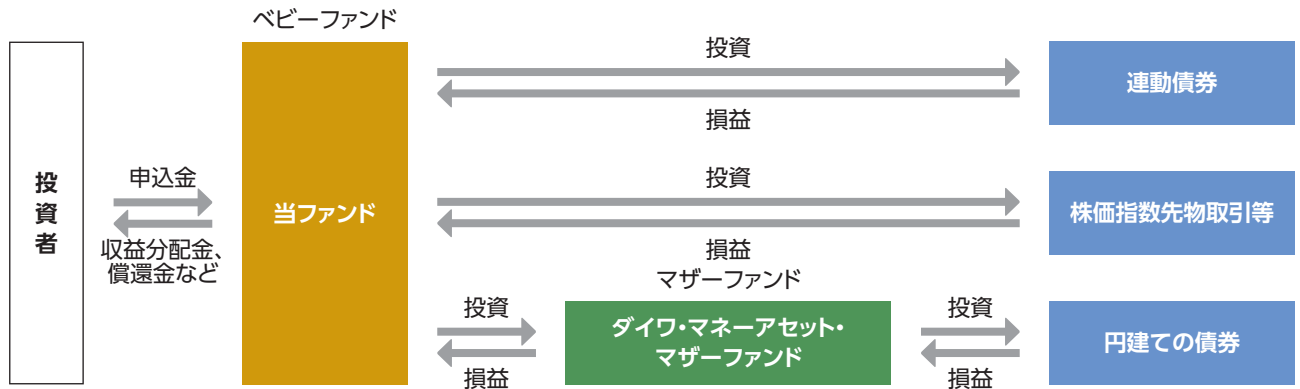 ベビーファンド
投資者
申込金
収益分配金、
償還金など
当ファンド
投資
損益
連動債券
投資
損益
株価指数先物取引等
マザーファンド
投資
損益
ダイワ・マネーアセット・
マザーファンド
投資
損益
円建ての債券